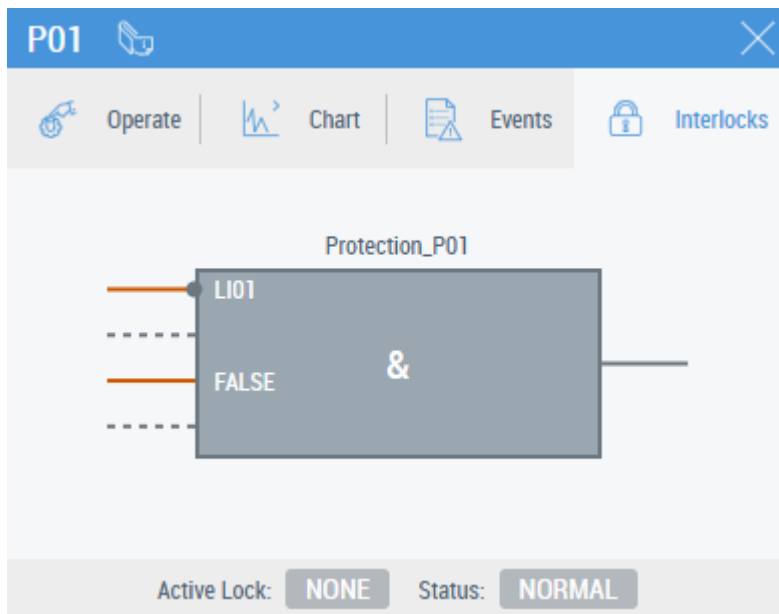 P01
Operate Chart Events Interlocks
Protection_P01
LI01
&
FALSE
Active Lock: NONE Status: NORMAL